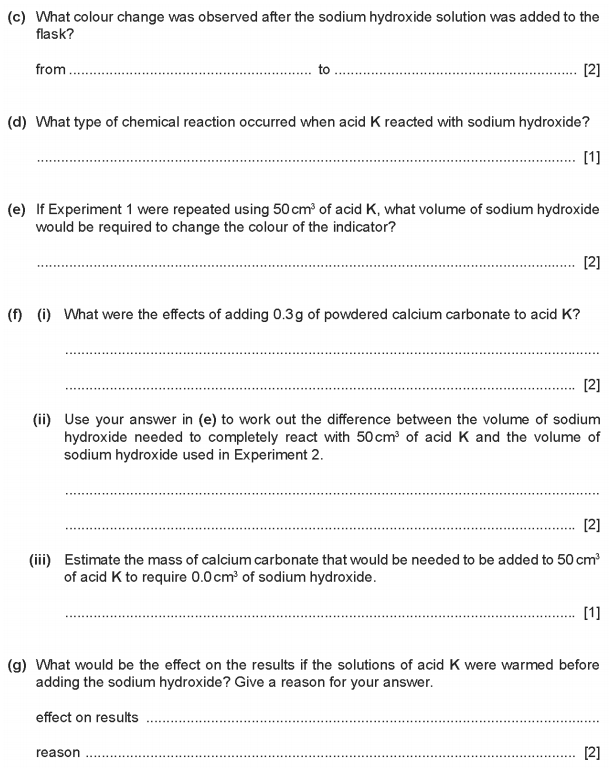 (c) What colour change was observed after the sodium hydroxide solution was added to the
flask?
from ............................................................ to ............................................................ [2]
(d) What type of chemical reaction occurred when acid K reacted with sodium hydroxide?
..................................................................................................................................... [1]
(e) If Experiment 1 were repeated using 50 cm³ of acid K, what volume of sodium hydroxide
would be required to change the colour of the indicator?
..................................................................................................................................... [2]
(f) (i) What were the effects of adding 0.3 g of powdered calcium carbonate to acid K?
.....................................................................................................................................
.............................................................................................................................. [2]
(ii) Use your answer in (e) to work out the difference between the volume of sodium
hydroxide needed to completely react with 50 cm³ of acid K and the volume of
sodium hydroxide used in Experiment 2.
.....................................................................................................................................
.............................................................................................................................. [2]
(iii) Estimate the mass of calcium carbonate that would be needed to be added to 50 cm³
of acid K to require 0.0 cm³ of sodium hydroxide.
.............................................................................................................................. [1]
(g) What would be the effect on the results if the solutions of acid K were warmed before
adding the sodium hydroxide? Give a reason for your answer.
effect on results ................................................................................................................
reason ......................................................................................................................... [2]